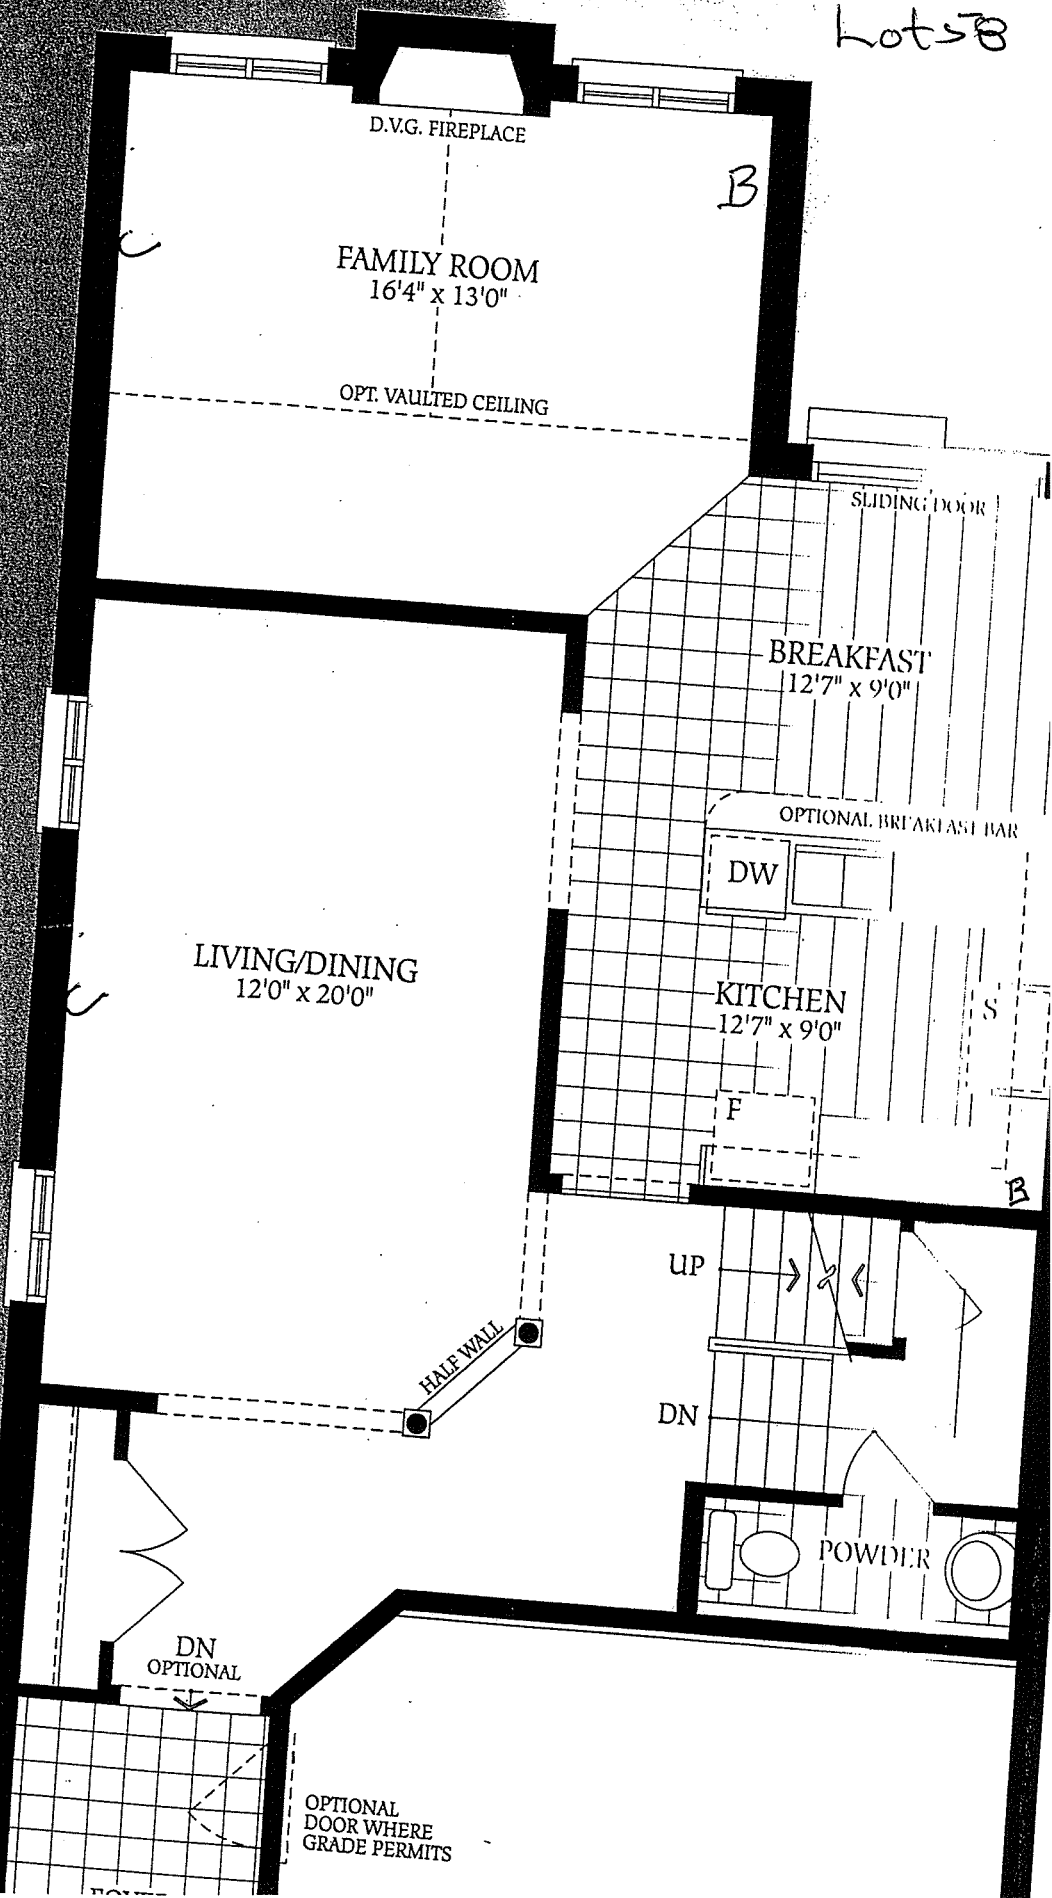 D.V.G. FIREPLACE
B
FAMILY ROOM
16'4" x 13'0"
OPT. VAULTED CEILING
SLIDING DOOR
BREAKFAST
12'7" x 9'0"
OPTIONAL BREAKFAST BAR
DW
LIVING/DINING
12'0" x 20'0"
KITCHEN
12'7" x 9'0"
S
F
B
UP
HALF WALL
DN
POWDER
DN
OPTIONAL
OPTIONAL
DOOR WHERE
GRADE PERMITS